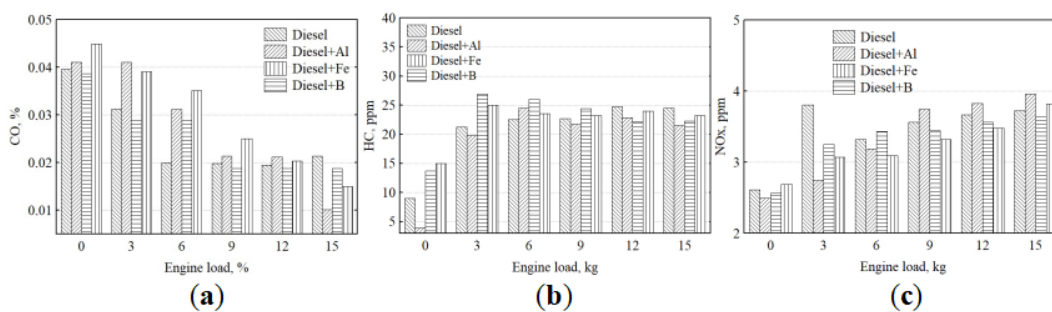 0.05
0.04
0.03
0.02
0.01
CO, %
Diesel
Diesel+Al
Diesel+Fe
Diesel+B
0 3 6 9 12 15
Engine load, %
(a)
40
35
30
25
20
15
10
5
HC, ppm
Diesel
Diesel+Al
Diesel+Fe
Diesel+B
0 3 6 9 12 15
Engine load, kg
(b)
5
4
3
2
NOx, ppm
Diesel
Diesel+Al
Diesel+Fe
Diesel+B
0 3 6 9 12 15
Engine load, kg
(c)